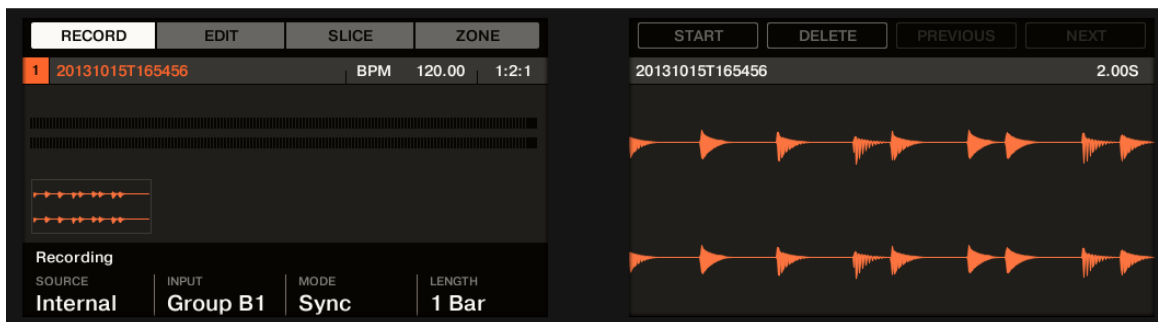 RECORD EDIT SLICE ZONE
1 20131015T165456 BPM 120.00 1:2:1
Recording
SOURCE INPUT MODE LENGTH
Internal Group B1 Sync 1 Bar
START DELETE PREVIOUS NEXT
20131015T165456 2.00S